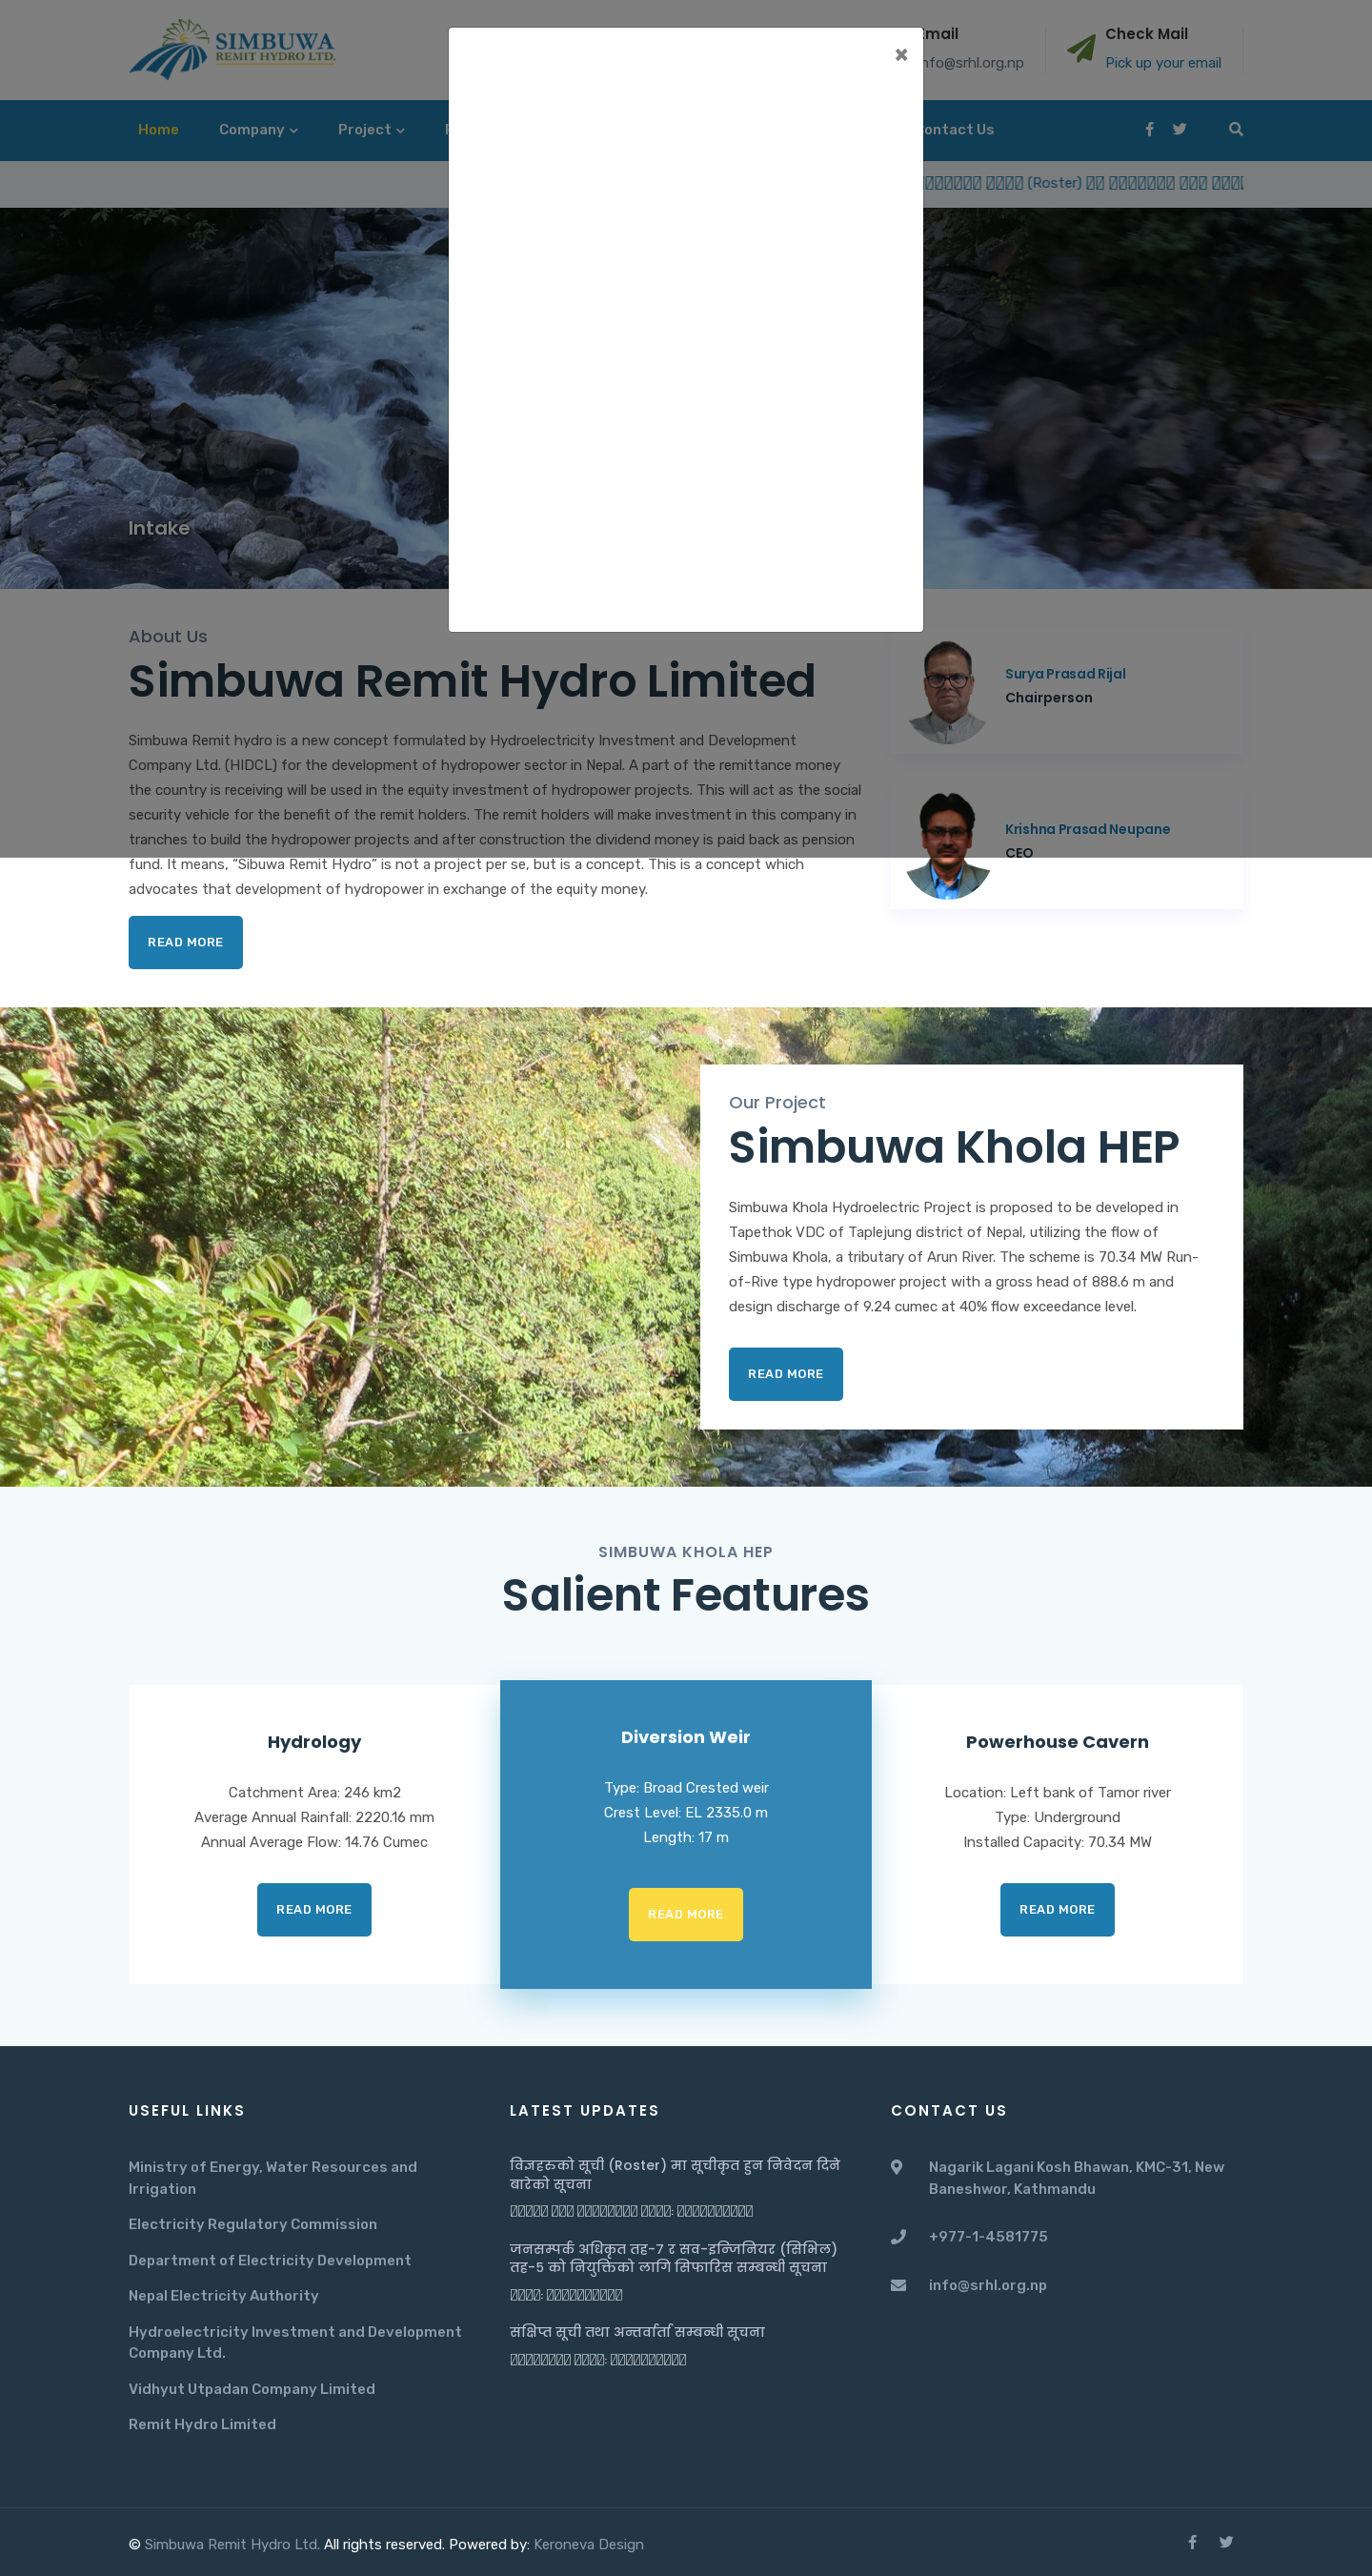 SIMBUWA
REMIT HYDRO LTD.
Email
info@srhl.org.np
Check Mail
Pick up your email
×
Home
Company
Project
Contact Us
(Roster)
Intake
About Us
Simbuwa Remit Hydro Limited
Simbuwa Remit hydro is a new concept formulated by Hydroelectricity Investment and Development
Company Ltd. (HIDCL) for the development of hydropower sector in Nepal. A part of the remittance money
the country is receiving will be used in the equity investment of hydropower projects. This will act as the social
security vehicle for the benefit of the remit holders. The remit holders will make investment in this company in
tranches to build the hydropower projects and after construction the dividend money is paid back as pension
fund. It means, “Sibuwa Remit Hydro” is not a project per se, but is a concept. This is a concept which
advocates that development of hydropower in exchange of the equity money.
READ MORE
Surya Prasad Rijal
Chairperson
Krishna Prasad Neupane
CEO
Our Project
Simbuwa Khola HEP
Simbuwa Khola Hydroelectric Project is proposed to be developed in
Tapethok VDC of Taplejung district of Nepal, utilizing the flow of
Simbuwa Khola, a tributary of Arun River. The scheme is 70.34 MW Run-
of-Rive type hydropower project with a gross head of 888.6 m and
design discharge of 9.24 cumec at 40% flow exceedance level.
READ MORE
SIMBUWA KHOLA HEP
Salient Features
Hydrology
Catchment Area: 246 km2
Average Annual Rainfall: 2220.16 mm
Annual Average Flow: 14.76 Cumec
READ MORE
Diversion Weir
Type: Broad Crested weir
Crest Level: EL 2335.0 m
Length: 17 m
READ MORE
Powerhouse Cavern
Location: Left bank of Tamor river
Type: Underground
Installed Capacity: 70.34 MW
READ MORE
USEFUL LINKS
Ministry of Energy, Water Resources and
Irrigation
Electricity Regulatory Commission
Department of Electricity Development
Nepal Electricity Authority
Hydroelectricity Investment and Development
Company Ltd.
Vidhyut Utpadan Company Limited
Remit Hydro Limited
LATEST UPDATES
विज्ञहरुको सूची (Roster) मा सूचीकृत हुन निवेदन दिने
बारेको सूचना
जनसम्पर्क अधिकृत तह-७ र सव-इन्जिनियर (सिभिल)
तह-५ को नियुक्तिको लागि सिफारिस सम्बन्धी सूचना
संक्षिप्त सूची तथा अन्तर्वार्ता सम्बन्धी सूचना
CONTACT US
Nagarik Lagani Kosh Bhawan, KMC-31, New
Baneshwor, Kathmandu
+977-1-4581775
info@srhl.org.np
© Simbuwa Remit Hydro Ltd. All rights reserved. Powered by: Keroneva Design